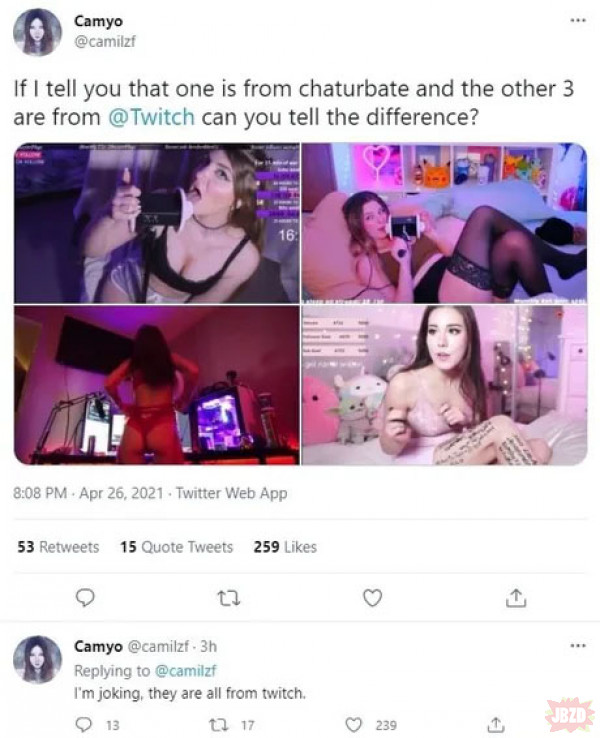 Camyo
@camilzf
If I tell you that one is from chaturbate and the other 3
are from @Twitch can you tell the difference?
16:
8:08 PM · Apr 26, 2021 · Twitter Web App
53 Retweets 15 Quote Tweets 259 Likes
Camyo @camilzf · 3h
Replying to @camilzf
I'm joking, they are all from twitch.
13 17 239
JBZD